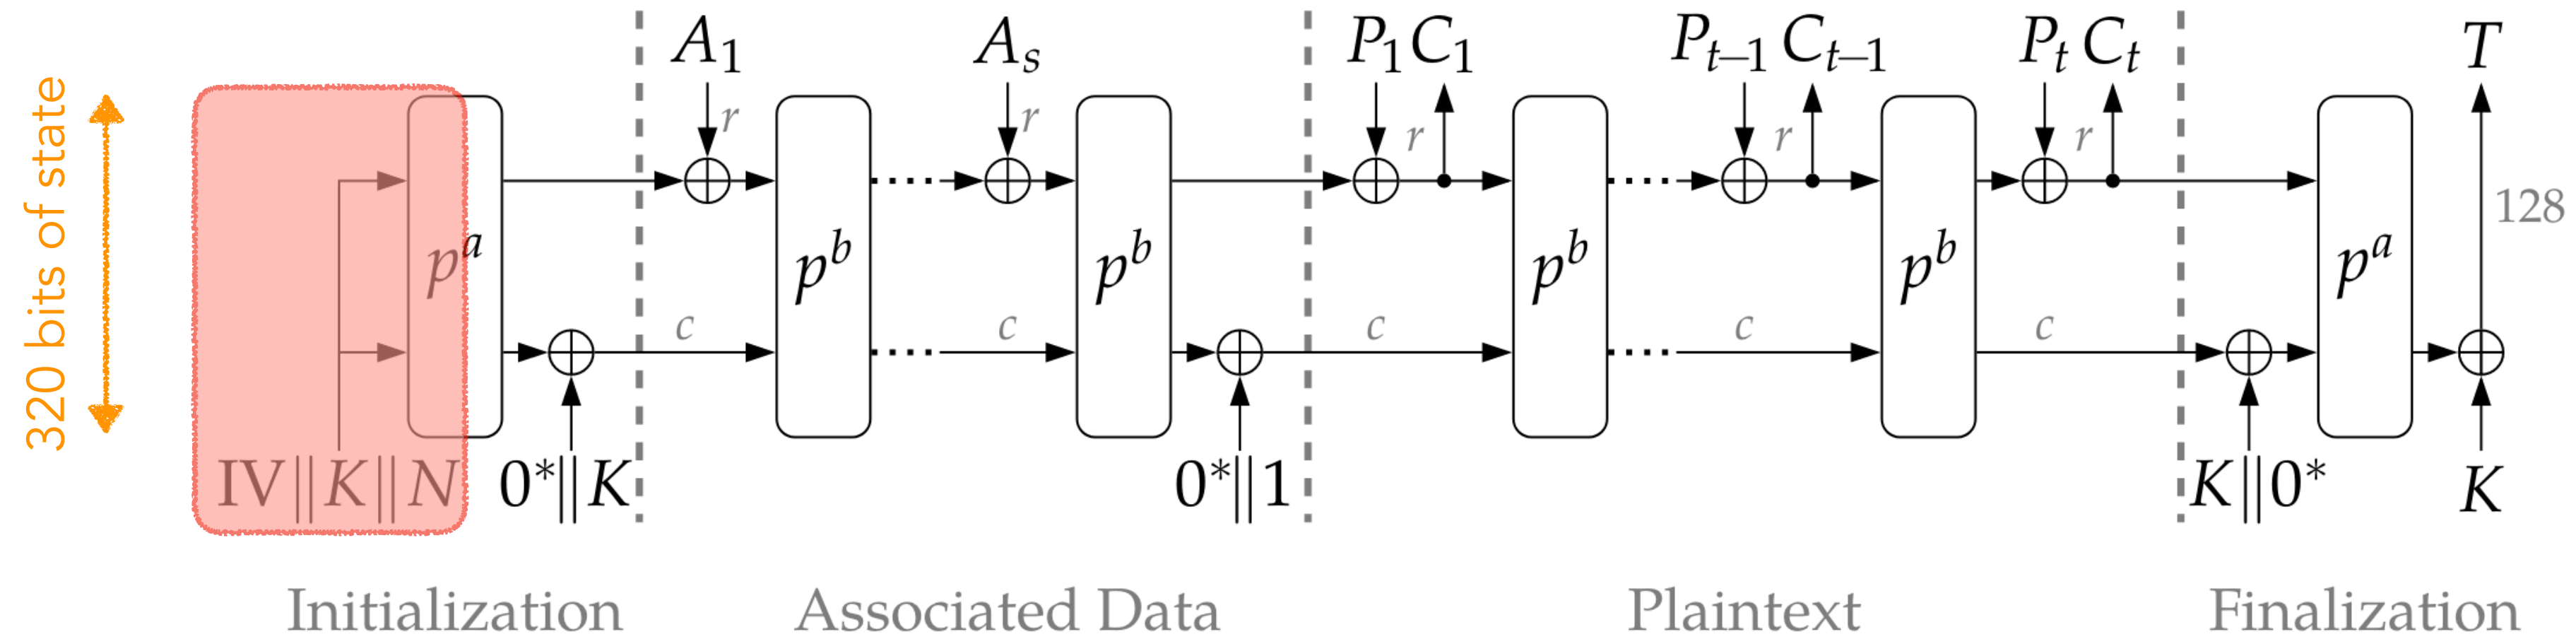 320 bits of state
A₁ Aₛ P₁ C₁ Pₜ₋₁ Cₜ₋₁ Pₜ Cₜ T
r r r r r
128
pᵃ pᵇ pᵇ pᵇ pᵇ pᵃ
c c c c c
IV‖K‖N 0*‖K 0*‖1 K‖0* K
Initialization Associated Data Plaintext Finalization